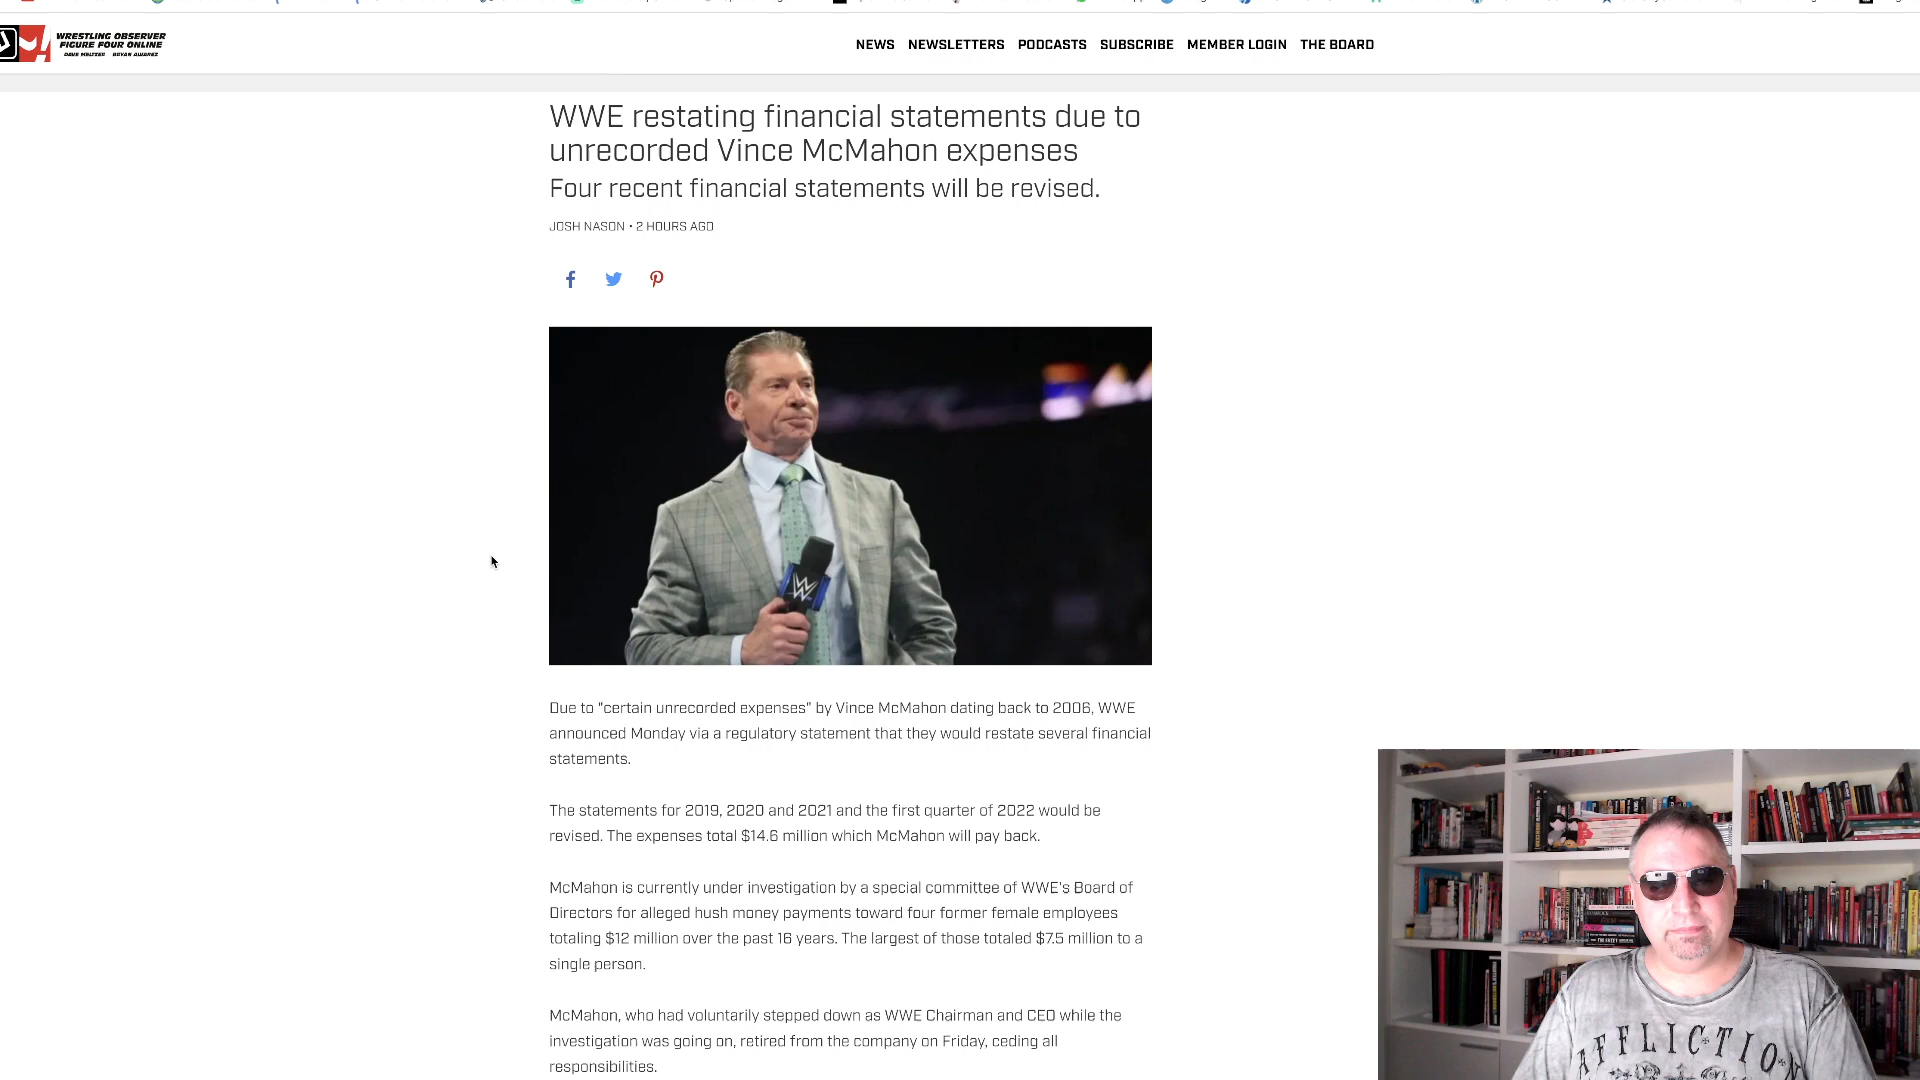 WRESTLING OBSERVER
FIGURE FOUR ONLINE
DAVE MELTZER BRYAN ALVAREZ
NEWS NEWSLETTERS PODCASTS SUBSCRIBE MEMBER LOGIN THE BOARD
WWE restating financial statements due to
unrecorded Vince McMahon expenses
Four recent financial statements will be revised.
JOSH NASON • 2 HOURS AGO
Due to "certain unrecorded expenses" by Vince McMahon dating back to 2006, WWE
announced Monday via a regulatory statement that they would restate several financial
statements.
The statements for 2019, 2020 and 2021 and the first quarter of 2022 would be
revised. The expenses total $14.6 million which McMahon will pay back.
McMahon is currently under investigation by a special committee of WWE's Board of
Directors for alleged hush money payments toward four former female employees
totaling $12 million over the past 16 years. The largest of those totaled $7.5 million to a
single person.
McMahon, who had voluntarily stepped down as WWE Chairman and CEO while the
investigation was going on, retired from the company on Friday, ceding all
responsibilities.
AFFLICTIO